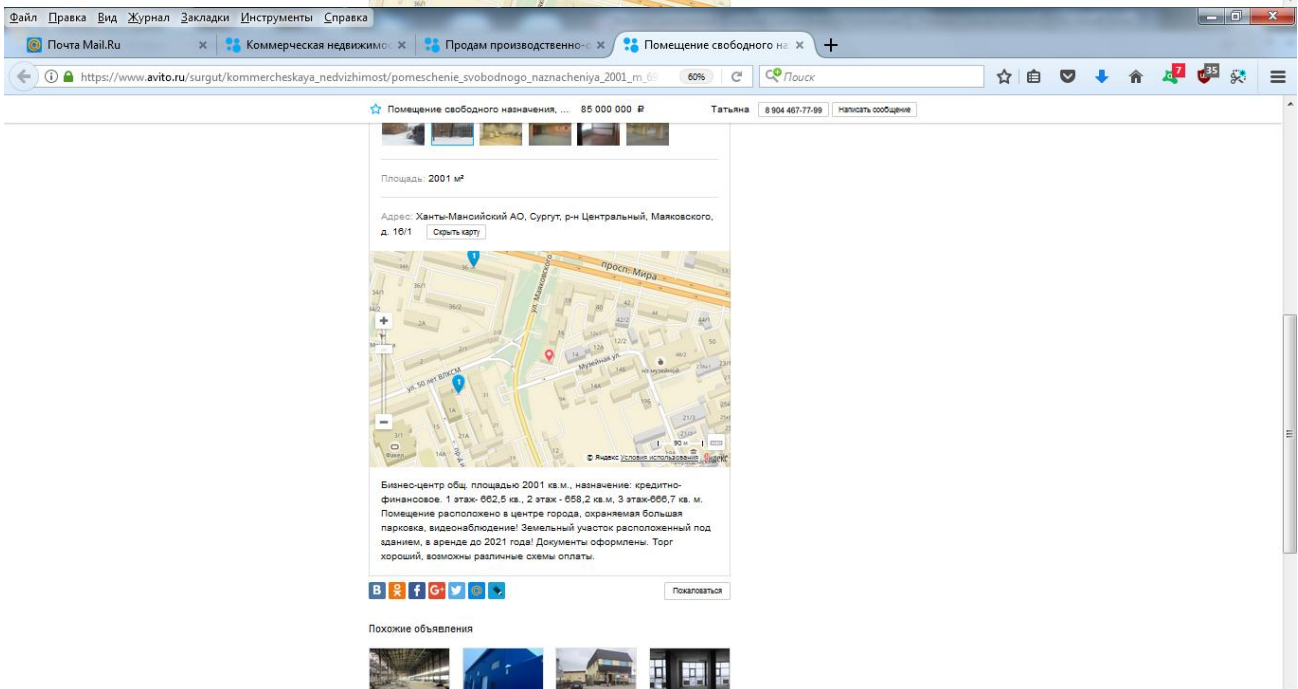 Файл Правка Вид Журнал Закладки Инструменты Справка
Почта Mail.Ru
Коммерческая недвижимо
Продам производственно-с
Помещение свободного на
https://www.avito.ru/surgut/kommercheskaya_nedvizhimost/pomeschenie_svobodnogo_naznacheniya_2001_m_69
60%
Поиск
7
35
Помещение свободного назначения, ... 85 000 000 ₽ Татьяна 8 904 467-77-99 Написать сообщение
Площадь: 2001 м²
Адрес: Ханты-Мансийский АО, Сургут, р-н Центральный, Маяковского,
д. 16/1 Скрыть карту
просп. Мира
ул. Маяковского
Музейная ул.
ул. 50 лет ВЛКСМ
90 м
© Яндекс Условия использования Яндекс
Бизнес-центр общ. площадью 2001 кв.м., назначение: кредитно-
финансовое. 1 этаж- 662,5 кв., 2 этаж - 658,2 кв.м, 3 этаж-666,7 кв. м.
Помещение расположено в центре города, охраняемая большая
парковка, видеонаблюдение! Земельный участок расположенный под
зданием, в аренде до 2021 года! Документы оформлены. Торг
хороший, возможны различные схемы оплаты.
Пожаловаться
Похожие объявления